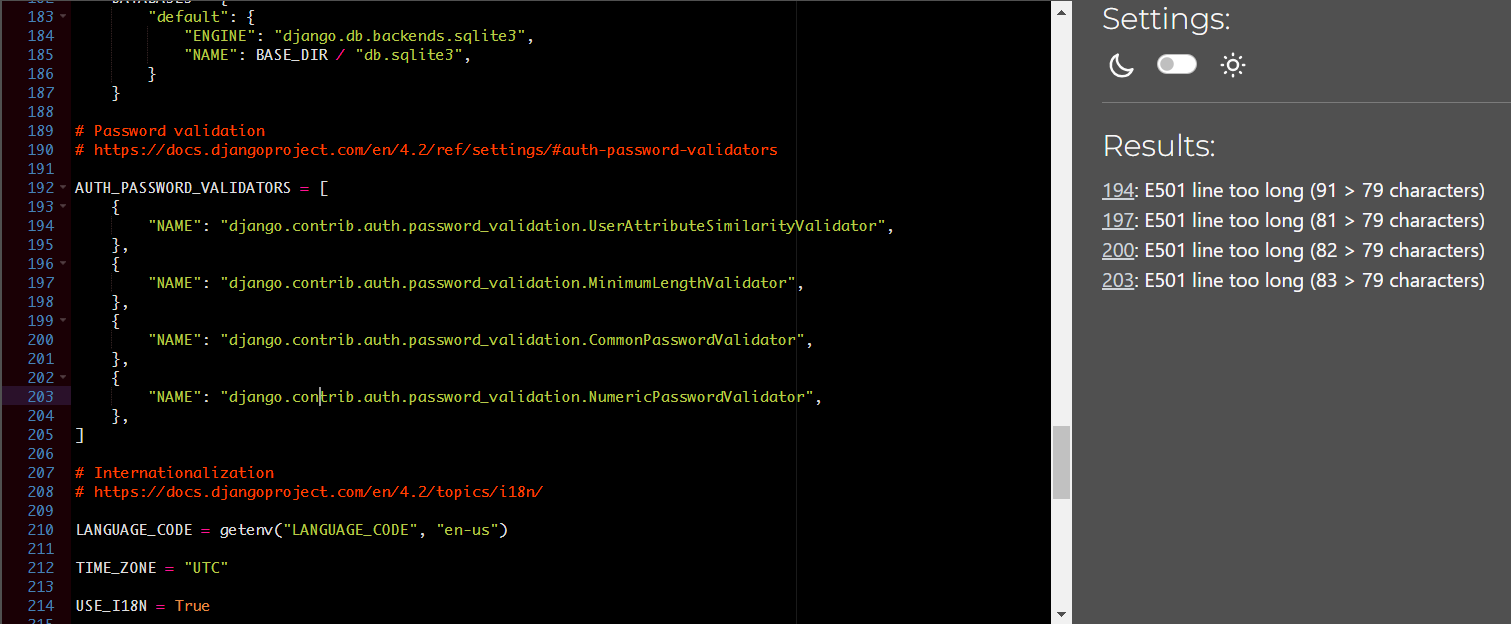 183 "default": {
184 "ENGINE": "django.db.backends.sqlite3",
185 "NAME": BASE_DIR / "db.sqlite3",
186 }
187 }
188
189 # Password validation
190 # https://docs.djangoproject.com/en/4.2/ref/settings/#auth-password-validators
191
192 AUTH_PASSWORD_VALIDATORS = [
193 {
194 "NAME": "django.contrib.auth.password_validation.UserAttributeSimilarityValidator",
195 },
196 {
197 "NAME": "django.contrib.auth.password_validation.MinimumLengthValidator",
198 },
199 {
200 "NAME": "django.contrib.auth.password_validation.CommonPasswordValidator",
201 },
202 {
203 "NAME": "django.contrib.auth.password_validation.NumericPasswordValidator",
204 },
205 ]
206
207 # Internationalization
208 # https://docs.djangoproject.com/en/4.2/topics/i18n/
209
210 LANGUAGE_CODE = getenv("LANGUAGE_CODE", "en-us")
211
212 TIME_ZONE = "UTC"
213
214 USE_I18N = True
Settings:
Results:
194: E501 line too long (91 > 79 characters)
197: E501 line too long (81 > 79 characters)
200: E501 line too long (82 > 79 characters)
203: E501 line too long (83 > 79 characters)